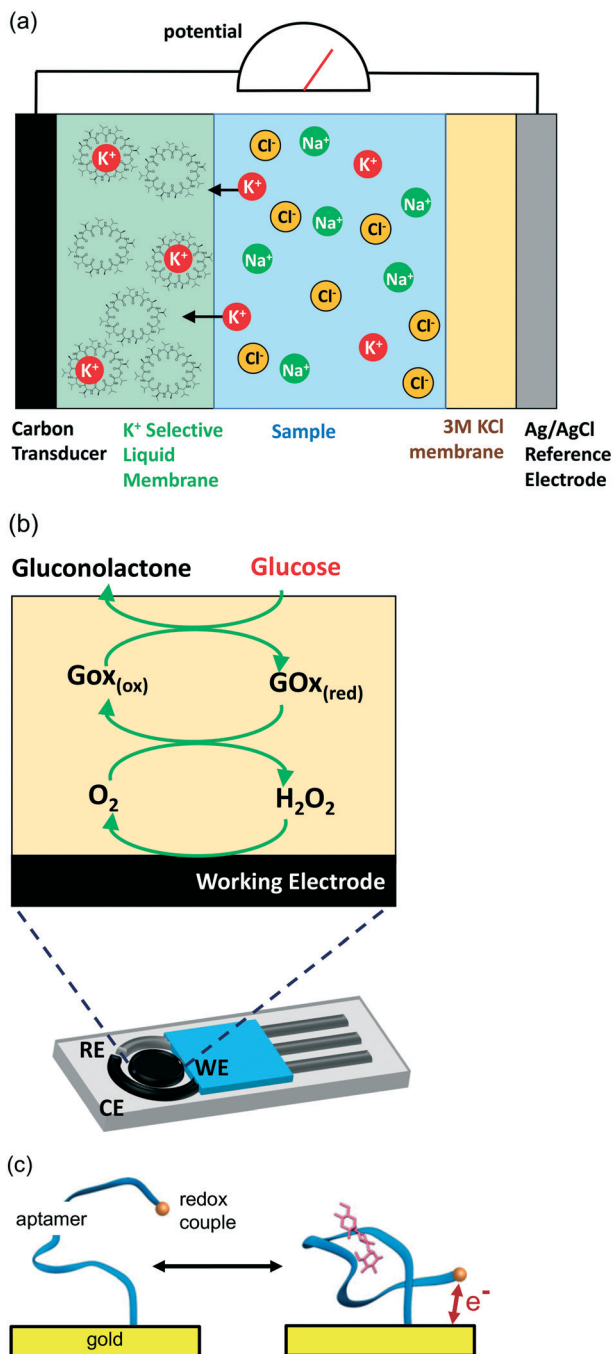 (a)
potential
K⁺
K⁺
K⁺
Cl⁻
Na⁺
K⁺
K⁺
Cl⁻
Na⁺
Cl⁻
Na⁺
Na⁺
Na⁺
Cl⁻
K⁺
Cl⁻
Cl⁻
K⁺
Na⁺
Cl⁻
Carbon
Transducer
K⁺ Selective
Liquid
Membrane
Sample
3M KCl
membrane
Ag/AgCl
Reference
Electrode
(b)
Gluconolactone Glucose
Gox(ox) GOx(red)
O₂ H₂O₂
Working Electrode
RE
WE
CE
(c)
aptamer
redox
couple
gold
e⁻